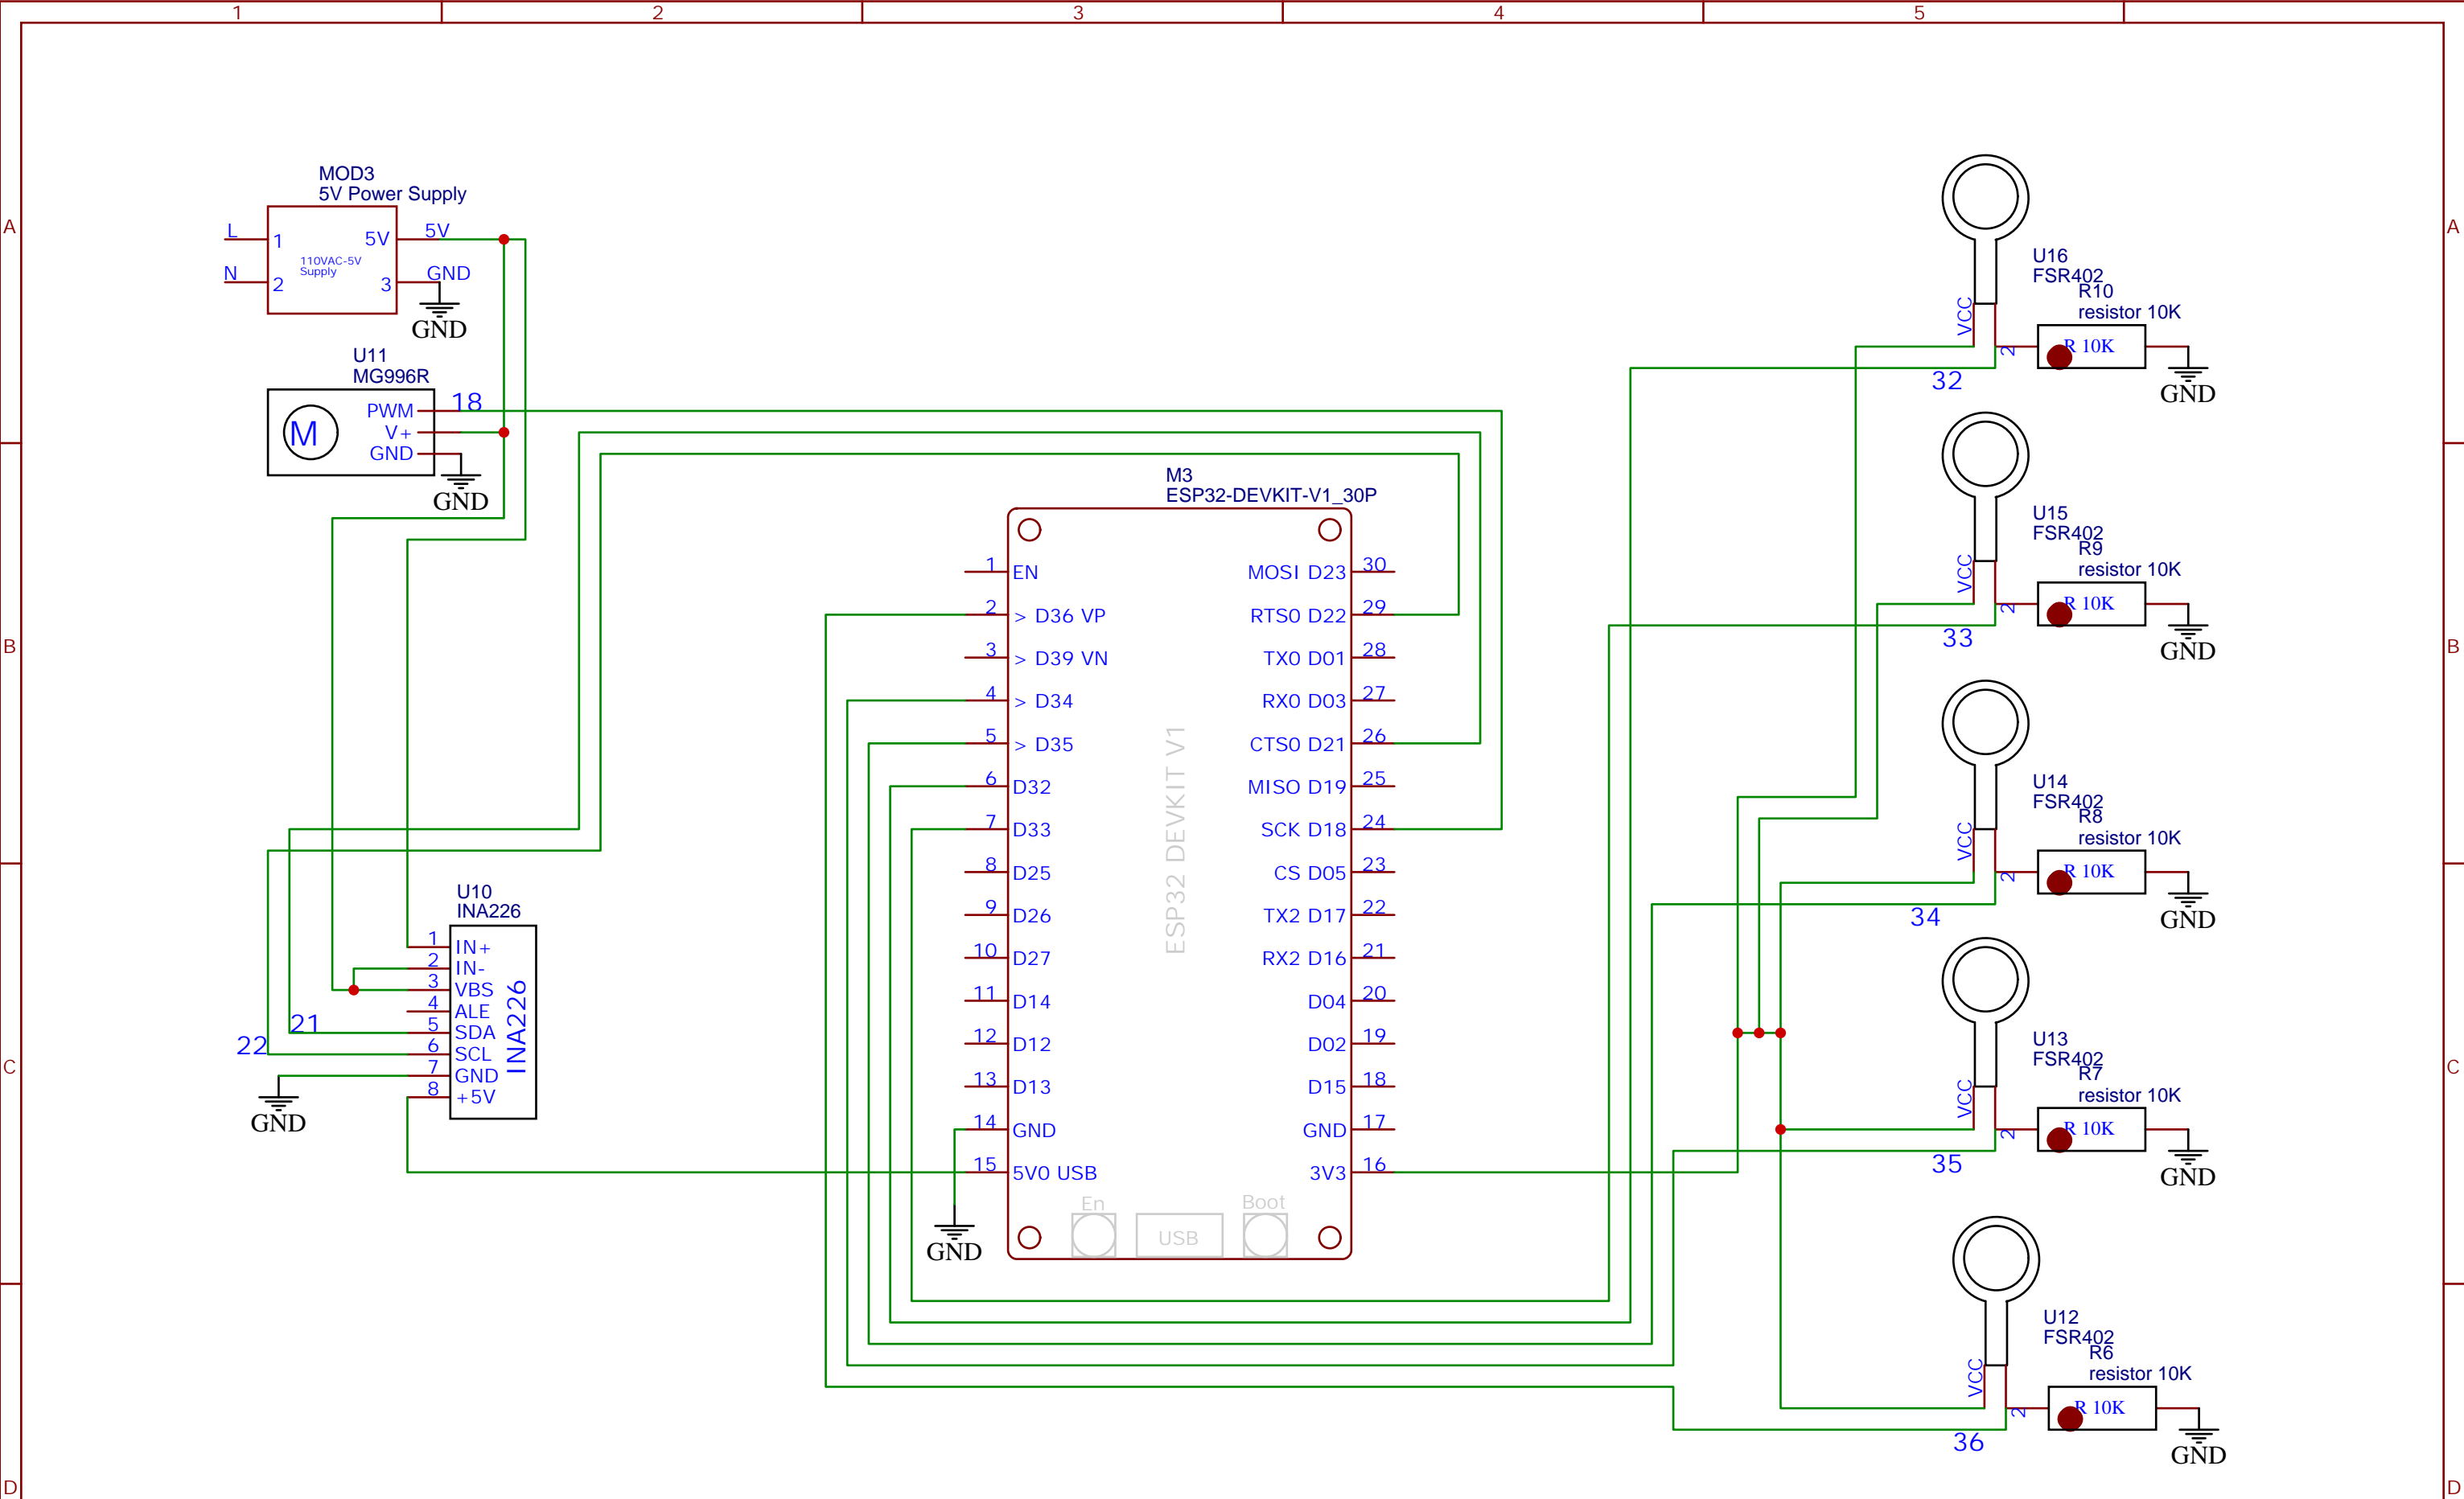 1
2
3
4
5
A
A
B
B
C
C
D
D
MOD3
5V Power Supply
L
1
5V
5V
110VAC-5V
Supply
N
2
3
GND
GND
U11
MG996R
M
PWM
18
V+
GND
GND
U10
INA226
1 IN+
2 IN-
3 VBS
4 ALE
5 SDA
6 SCL
7 GND
8 +5V
INA226
21
22
GND
M3
ESP32-DEVKIT-V1_30P
1 EN
2 > D36 VP
3 > D39 VN
4 > D34
5 > D35
6 D32
7 D33
8 D25
9 D26
10 D27
11 D14
12 D12
13 D13
14 GND
15 5V0 USB
MOSI D23 30
RTS0 D22 29
TX0 D01 28
RX0 D03 27
CTS0 D21 26
MISO D19 25
SCK D18 24
CS D05 23
TX2 D17 22
RX2 D16 21
D04 20
D02 19
D15 18
GND 17
3V3 16
ESP32 DEVKIT V1
En
USB
Boot
GND
U16
FSR402
R10
resistor 10K
VCC
2
R 10K
32
GND
U15
FSR402
R9
resistor 10K
VCC
2
R 10K
33
GND
U14
FSR402
R8
resistor 10K
VCC
2
R 10K
34
GND
U13
FSR402
R7
resistor 10K
VCC
2
R 10K
35
GND
U12
FSR402
R6
resistor 10K
VCC
2
R 10K
36
GND